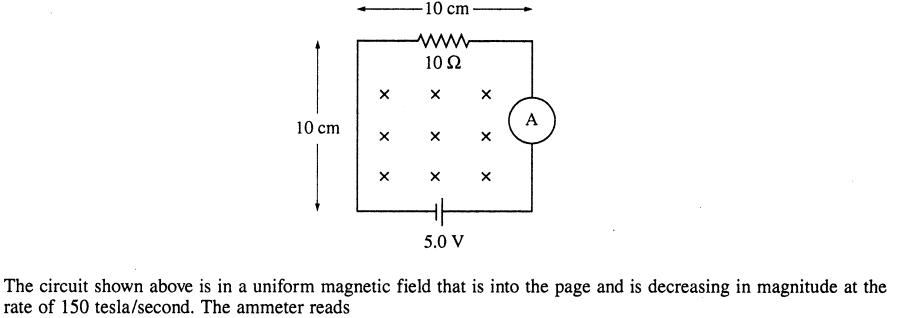 10 cm
10 Ω
× × ×
A
10 cm
× × ×
× × ×
5.0 V
The circuit shown above is in a uniform magnetic field that is into the page and is decreasing in magnitude at the
rate of 150 tesla/second. The ammeter reads